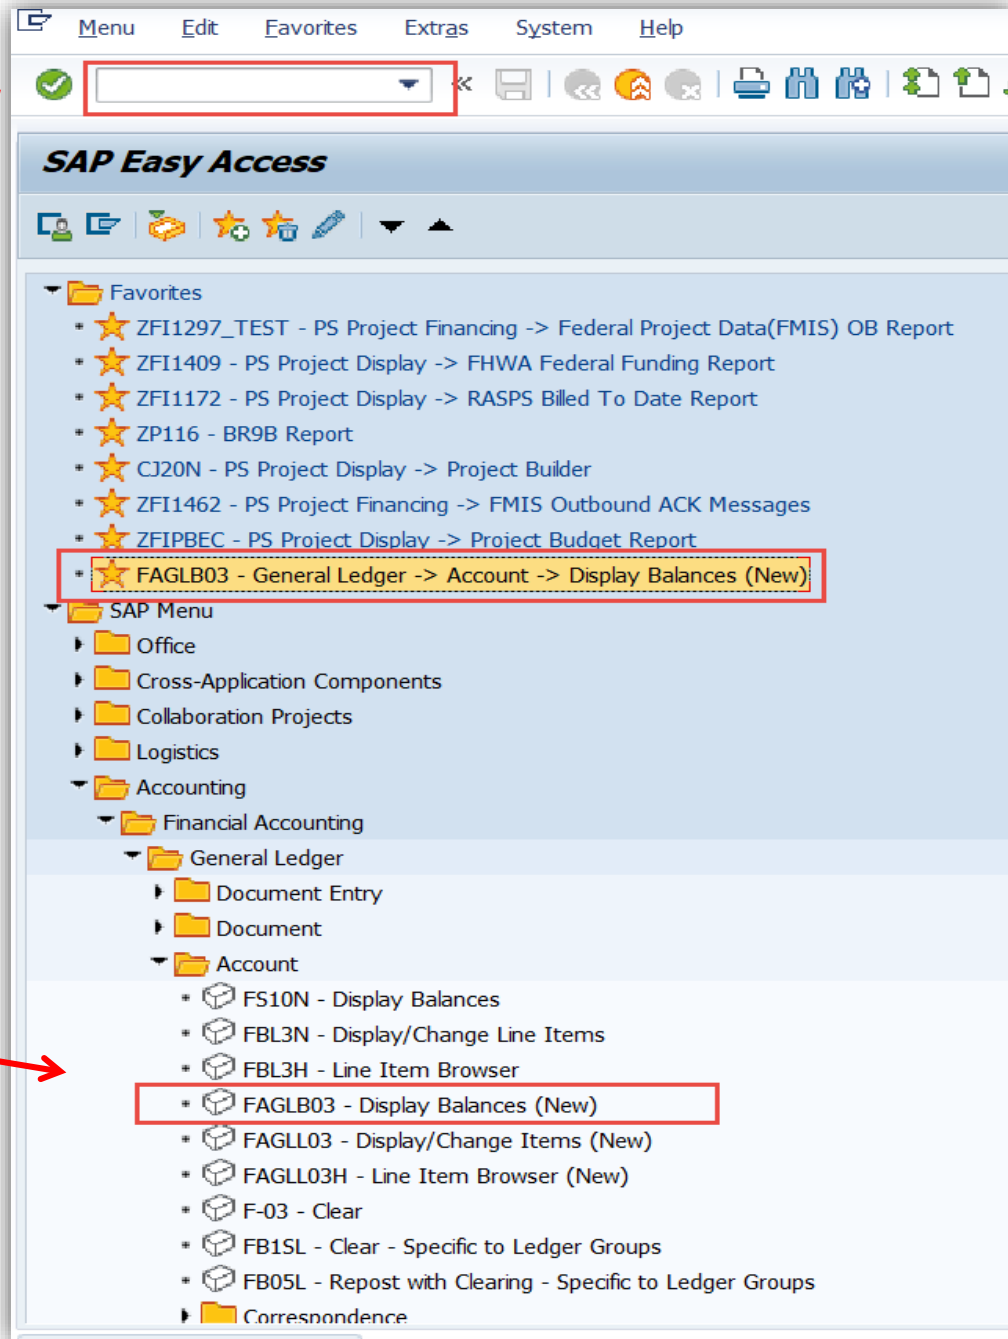 Menu Edit Favorites Extras System Help
SAP Easy Access
Favorites
ZFI1297_TEST - PS Project Financing -> Federal Project Data(FMIS) OB Report
ZFI1409 - PS Project Display -> FHWA Federal Funding Report
ZFI1172 - PS Project Display -> RASPS Billed To Date Report
ZP116 - BR9B Report
CJ20N - PS Project Display -> Project Builder
ZFI1462 - PS Project Financing -> FMIS Outbound ACK Messages
ZFIPBEC - PS Project Display -> Project Budget Report
FAGLB03 - General Ledger -> Account -> Display Balances (New)
SAP Menu
Office
Cross-Application Components
Collaboration Projects
Logistics
Accounting
Financial Accounting
General Ledger
Document Entry
Document
Account
FS10N - Display Balances
FBL3N - Display/Change Line Items
FBL3H - Line Item Browser
FAGLB03 - Display Balances (New)
FAGLL03 - Display/Change Items (New)
FAGLL03H - Line Item Browser (New)
F-03 - Clear
FB1SL - Clear - Specific to Ledger Groups
FB05L - Repost with Clearing - Specific to Ledger Groups
Correspondence